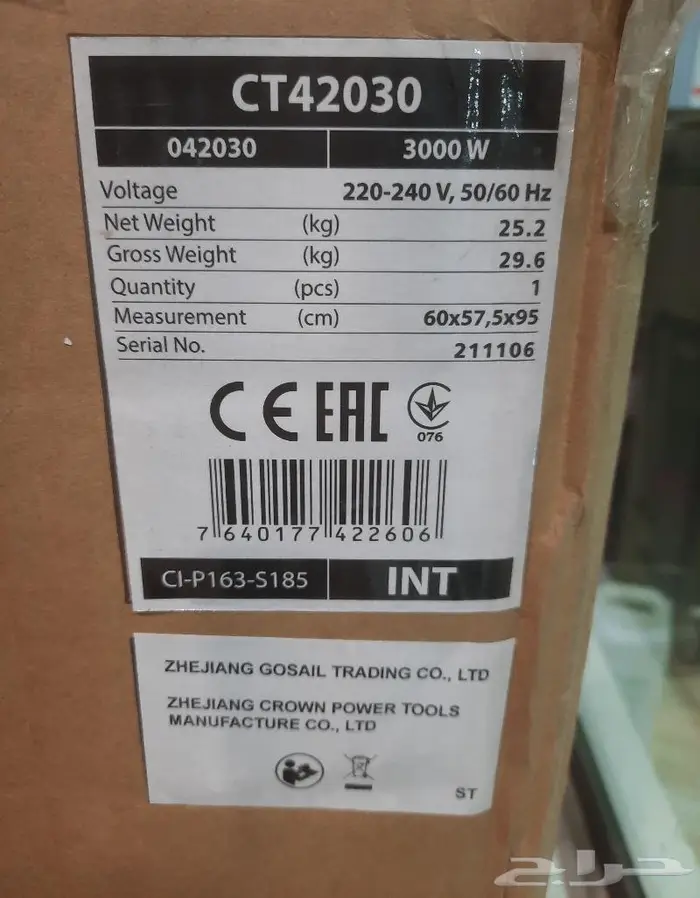 CT42030
042030 3000 W
Voltage 220-240 V, 50/60 Hz
Net Weight (kg) 25.2
Gross Weight (kg) 29.6
Quantity (pcs) 1
Measurement (cm) 60x57,5x95
Serial No. 211106
CE EAC
076
7 640177 422606
CI-P163-S185 INT
ZHEJIANG GOSAIL TRADING CO., LTD
ZHEJIANG CROWN POWER TOOLS
MANUFACTURE CO., LTD
ST
حراج